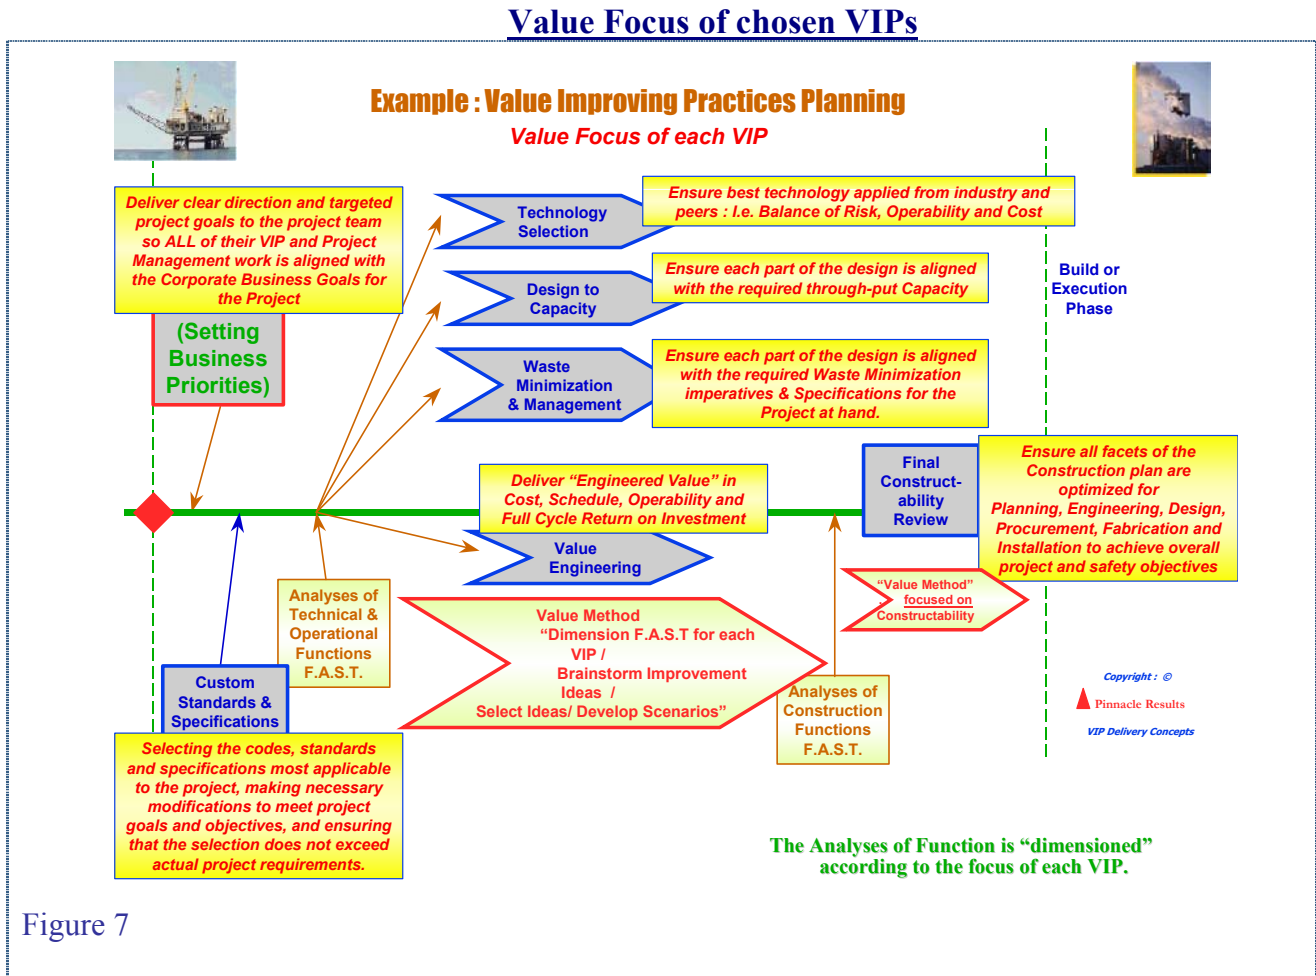 Value Focus of chosen VIPs
Example : Value Improving Practices Planning
Value Focus of each VIP
Deliver clear direction and targeted
project goals to the project team
so ALL of their VIP and Project
Management work is aligned with
the Corporate Business Goals for
the Project
(Setting
Business
Priorities)
Technology
Selection
Ensure best technology applied from industry and
peers : I.e. Balance of Risk, Operability and Cost
Design to
Capacity
Ensure each part of the design is aligned
with the required through-put Capacity
Build or
Execution
Phase
Waste
Minimization
& Management
Ensure each part of the design is aligned
with the required Waste Minimization
imperatives & Specifications for the
Project at hand.
Deliver “Engineered Value” in
Cost, Schedule, Operability and
Full Cycle Return on Investment
Value
Engineering
Final
Construct-
ability
Review
Ensure all facets of the
Construction plan are
optimized for
Planning, Engineering, Design,
Procurement, Fabrication and
Installation to achieve overall
project and safety objectives
Analyses of
Technical &
Operational
Functions
F.A.S.T.
Value Method
“Dimension F.A.S.T for each
VIP /
Brainstorm Improvement
Ideas /
Select Ideas/ Develop Scenarios”
“Value Method”
. focused on
Constructability
Custom
Standards &
Specifications
Selecting the codes, standards
and specifications most applicable
to the project, making necessary
modifications to meet project
goals and objectives, and ensuring
that the selection does not exceed
actual project requirements.
Analyses of
Construction
Functions
F.A.S.T.
Copyright : ©
Pinnacle Results
VIP Delivery Concepts
The Analyses of Function is “dimensioned”
according to the focus of each VIP.
Figure 7